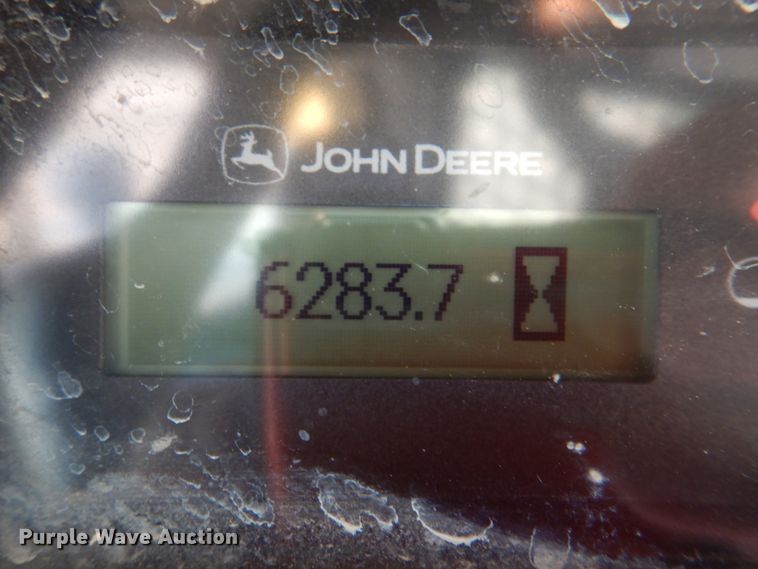 JOHN DEERE
6283.7
Purple Wave Auction